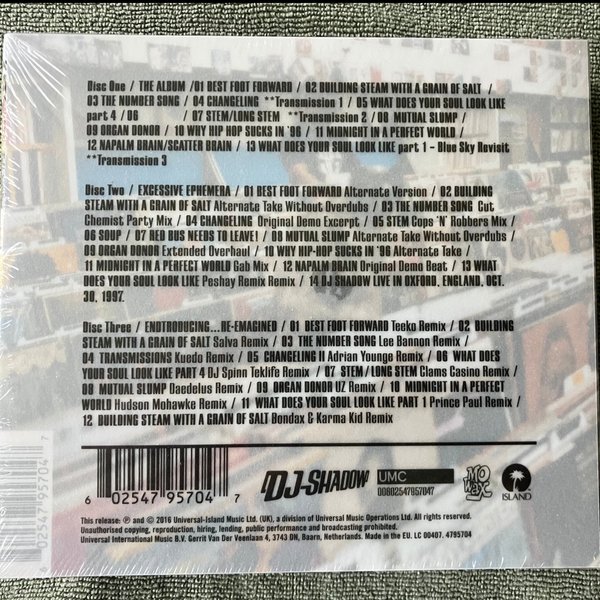 Disc One / THE ALBUM /01 BEST FOOT FORWARD / 02 BUILDING STEAM WITH A GRAIN OF SALT /
03 THE NUMBER SONG / 04 CHANGELING **Transmission 1 / 05 WHAT DOES YOUR SOUL LOOK LIKE
part 4 / 06 / 07 STEM/LONG STEM **Transmission 2 / 08 MUTUAL SLUMP /
09 ORGAN DONOR / 10 WHY HIP HOP SUCKS IN '96 / 11 MIDNIGHT IN A PERFECT WORLD /
12 NAPALM BRAIN/SCATTER BRAIN / 13 WHAT DOES YOUR SOUL LOOK LIKE part 1 - Blue Sky Revisit
**Transmission 3
Disc Two / EXCESSIVE EPHEMERA / 01 BEST FOOT FORWARD Alternate Version / 02 BUILDING
STEAM WITH A GRAIN OF SALT Alternate Take Without Overdubs / 03 THE NUMBER SONG Cut
Chemist Party Mix / 04 CHANGELING Original Demo Excerpt / 05 STEM Cops 'N' Robbers Mix /
06 SOUP / 07 RED BUS NEEDS TO LEAVE! / 08 MUTUAL SLUMP Alternate Take Without Overdubs /
09 ORGAN DONOR Extended Overhaul / 10 WHY HIP-HOP SUCKS IN '96 Alternate Take /
11 MIDNIGHT IN A PERFECT WORLD Gab Mix / 12 NAPALM BRAIN Original Demo Beat / 13 WHAT
DOES YOUR SOUL LOOK LIKE Peshay Remix Remix / 14 DJ SHADOW LIVE IN OXFORD, ENGLAND, OCT.
30, 1997.
Disc Three / ENDTRODUCING...RE-EMAGINED / 01 BEST FOOT FORWARD Teeko Remix / 02 BUILDING
STEAM WITH A GRAIN OF SALT Salva Remix / 03 THE NUMBER SONG Lee Bannon Remix /
04 TRANSMISSIONS Kuedo Remix / 05 CHANGELING II Adrian Younge Remix / 06 WHAT DOES
YOUR SOUL LOOK LIKE PART 4 DJ Spinn Teklife Remix / 07 STEM / LONG STEM Clams Casino Remix /
08 MUTUAL SLUMP Daedelus Remix / 09 ORGAN DONOR UZ Remix / 10 MIDNIGHT IN A PERFECT
WORLD Hudson Mohawke Remix / 11 WHAT DOES YOUR SOUL LOOK LIKE PART 1 Prince Paul Remix /
12 BUILDING STEAM WITH A GRAIN OF SALT Bondax & Karma Kid Remix
6 02547 95704 7
DJ-SHADOW
UMC
00602547957047
MO WAX
ISLAND
6 02547 95704 7
This release: ℗ and © 2016 Universal-Island Music Ltd. (UK), a division of Universal Music Operations Ltd. All rights reserved.
Unauthorised copying, reproduction, hiring, lending, public performance and broadcasting prohibited.
Universal International Music B.V. Gerrit Van Der Veenlaan 4, 3743 DN, Baarn, Netherlands. Made in the EU. LC 00407. 4795704